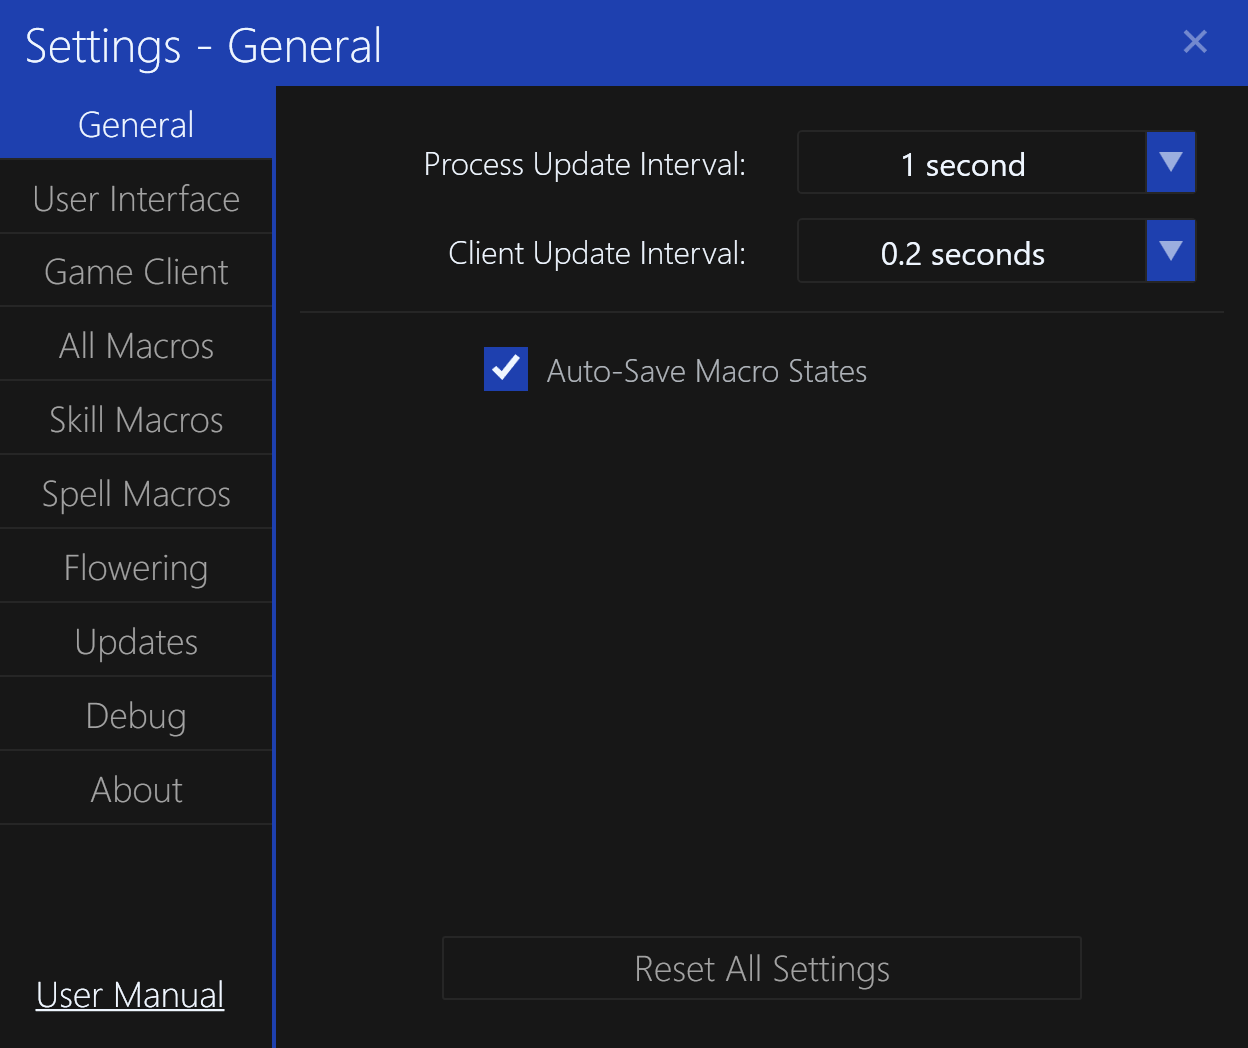 Settings - General
General
User Interface
Game Client
All Macros
Skill Macros
Spell Macros
Flowering
Updates
Debug
About
User Manual
Process Update Interval: 1 second
Client Update Interval: 0.2 seconds
Auto-Save Macro States
Reset All Settings